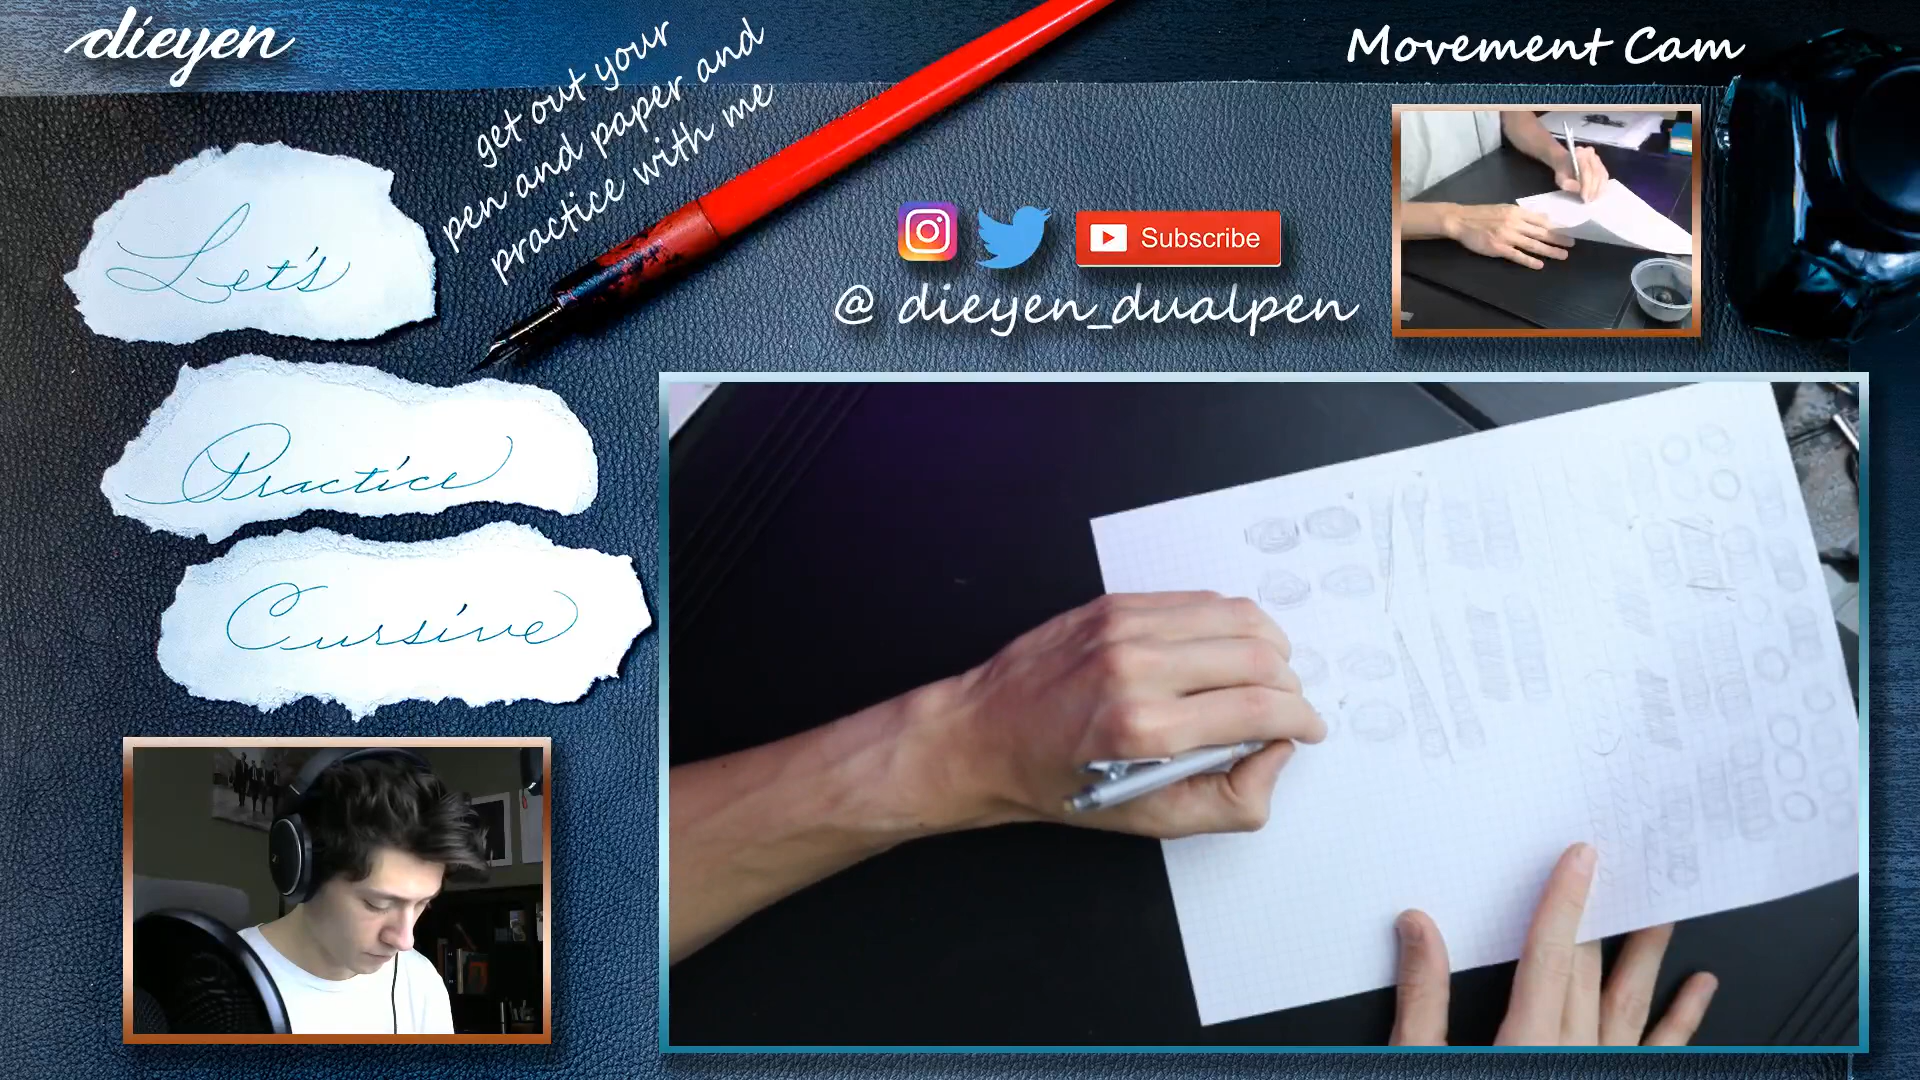 dieyen
get out your
pen and paper and
practice with me
Movement Cam
Let's
Practice
Cursive
Subscribe
@ dieyen_dualpen